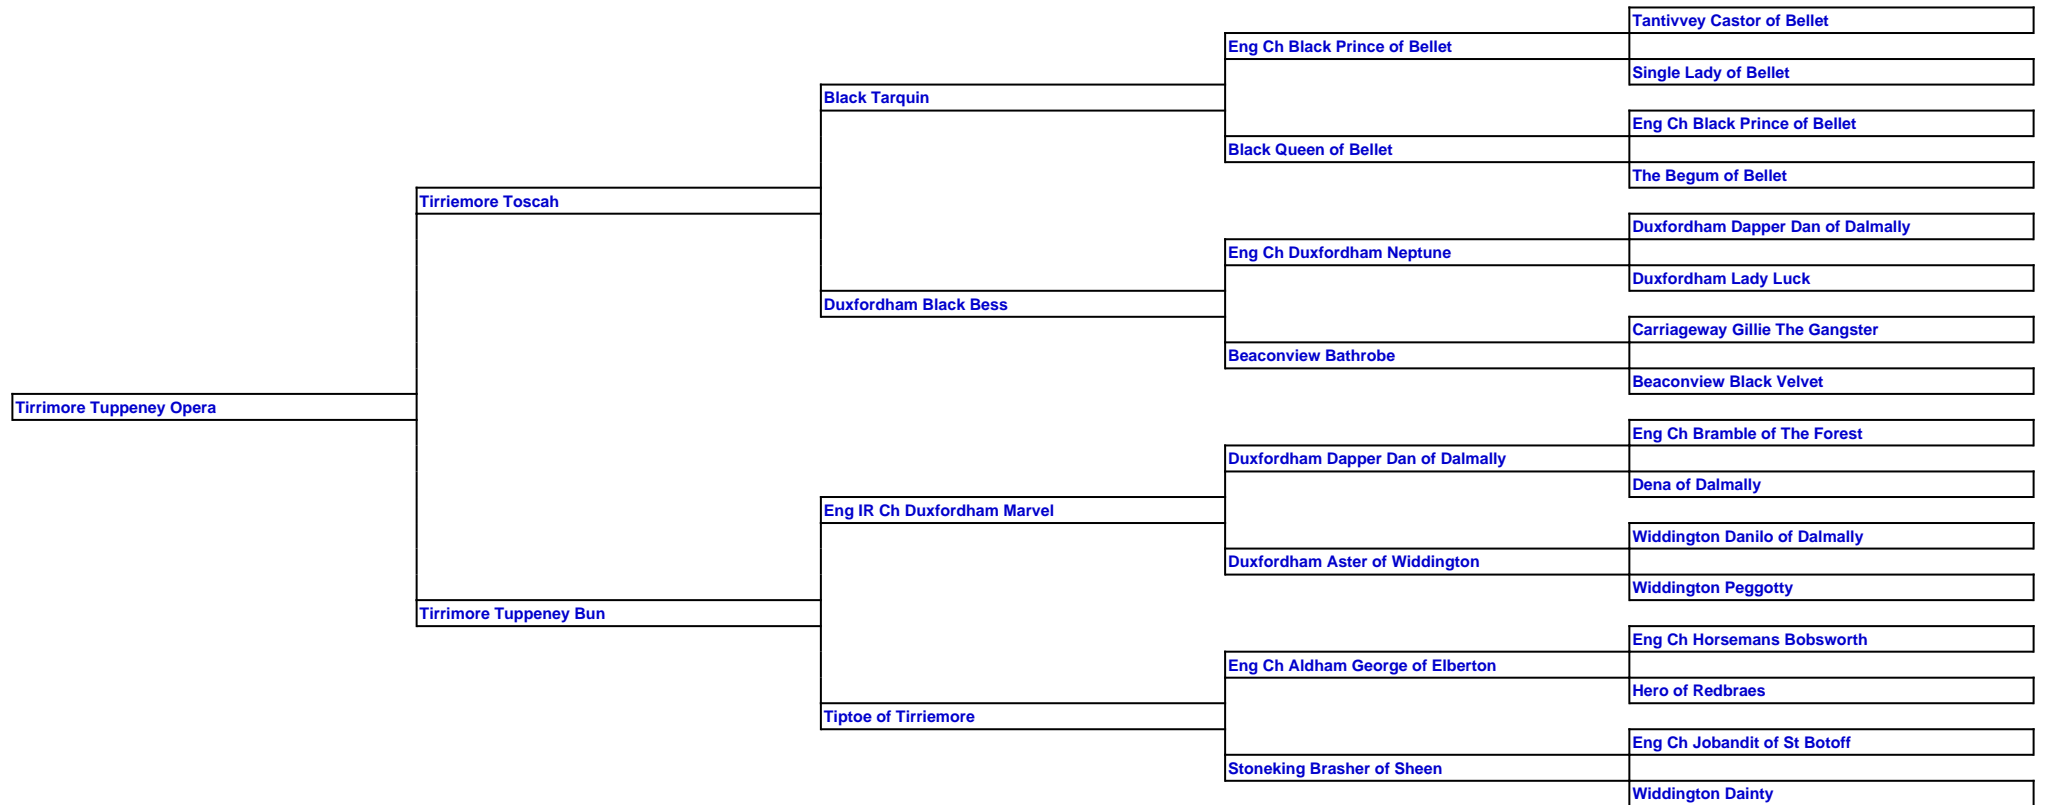 Tantivvey Castor of Bellet
Eng Ch Black Prince of Bellet
Single Lady of Bellet
Black Tarquin
Eng Ch Black Prince of Bellet
Black Queen of Bellet
The Begum of Bellet
Tirriemore Toscah
Duxfordham Dapper Dan of Dalmally
Eng Ch Duxfordham Neptune
Duxfordham Lady Luck
Duxfordham Black Bess
Carriageway Gillie The Gangster
Beaconview Bathrobe
Beaconview Black Velvet
Tirrimore Tuppeney Opera
Eng Ch Bramble of The Forest
Duxfordham Dapper Dan of Dalmally
Dena of Dalmally
Eng IR Ch Duxfordham Marvel
Widdington Danilo of Dalmally
Duxfordham Aster of Widdington
Widdington Peggotty
Tirrimore Tuppeney Bun
Eng Ch Horsemans Bobsworth
Eng Ch Aldham George of Elberton
Hero of Redbraes
Tiptoe of Tirriemore
Eng Ch Jobandit of St Botoff
Stoneking Brasher of Sheen
Widdington Dainty